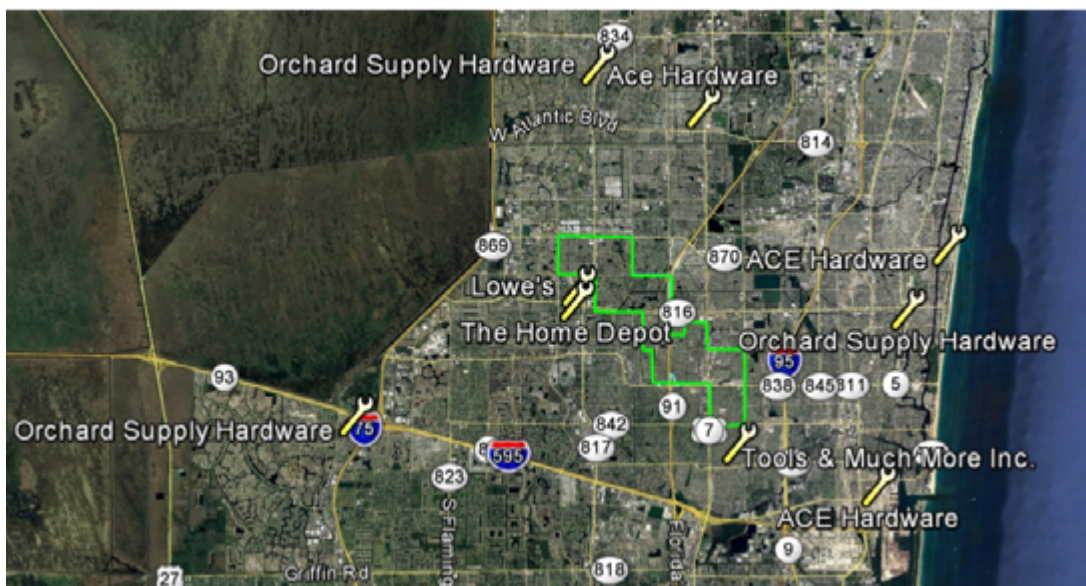 834
Orchard Supply Hardware
Ace Hardware
W Atlantic Blvd
814
869
870
ACE Hardware
Lowe's
816
The Home Depot
Orchard Supply Hardware
95
93
838
845
811
5
91
Orchard Supply Hardware
75
842
7
817
595
823
Tools & Much More Inc.
S Flaming
ACE Hardware
Florida
9
Griffin Rd
818
27